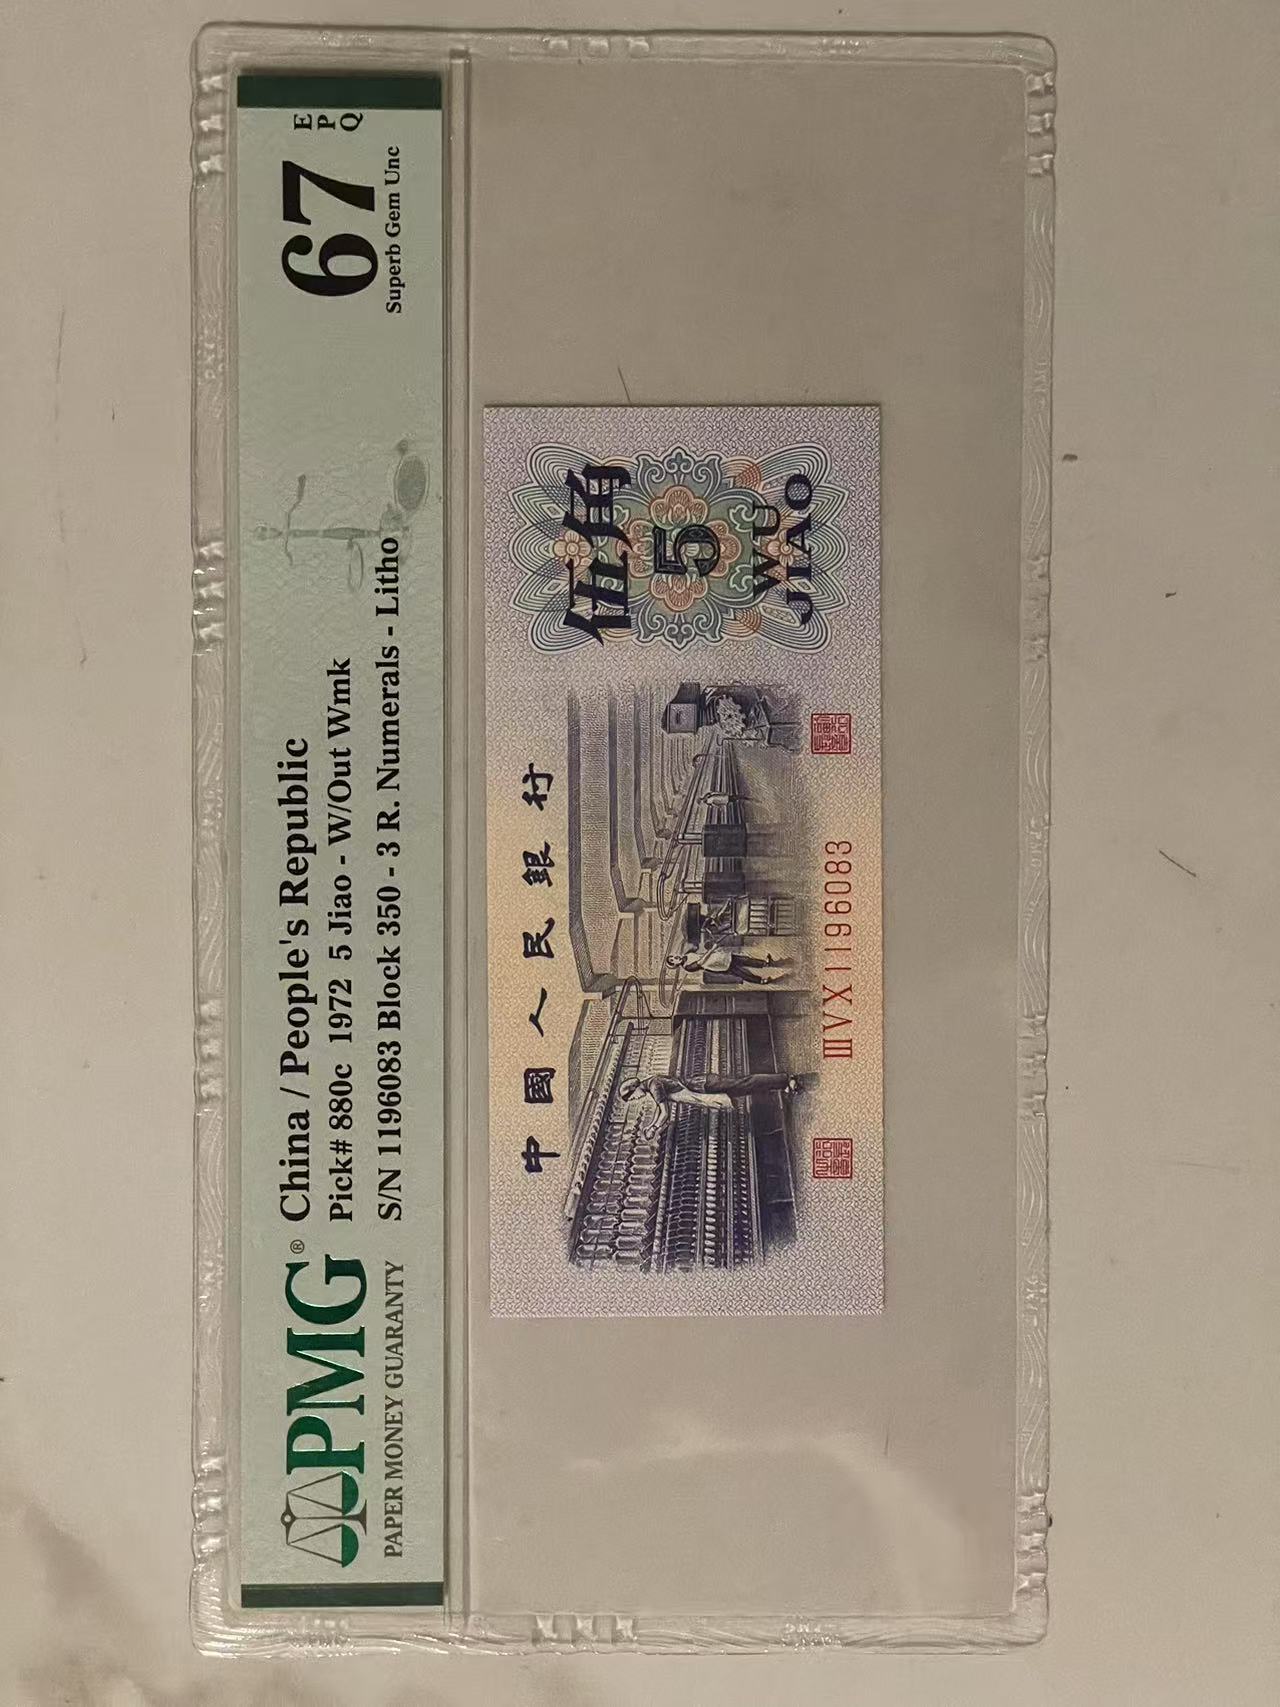 PMG®
PAPER MONEY GUARANTY
China / People's Republic
Pick# 880c 1972 5 Jiao - W/Out Wmk
S/N 1196083 Block 350 - 3 R. Numerals - Litho
67
EPQ
Superb Gem Unc
中國人民銀行
伍角
5
WU
JIAO
ⅢⅤⅩ1196083